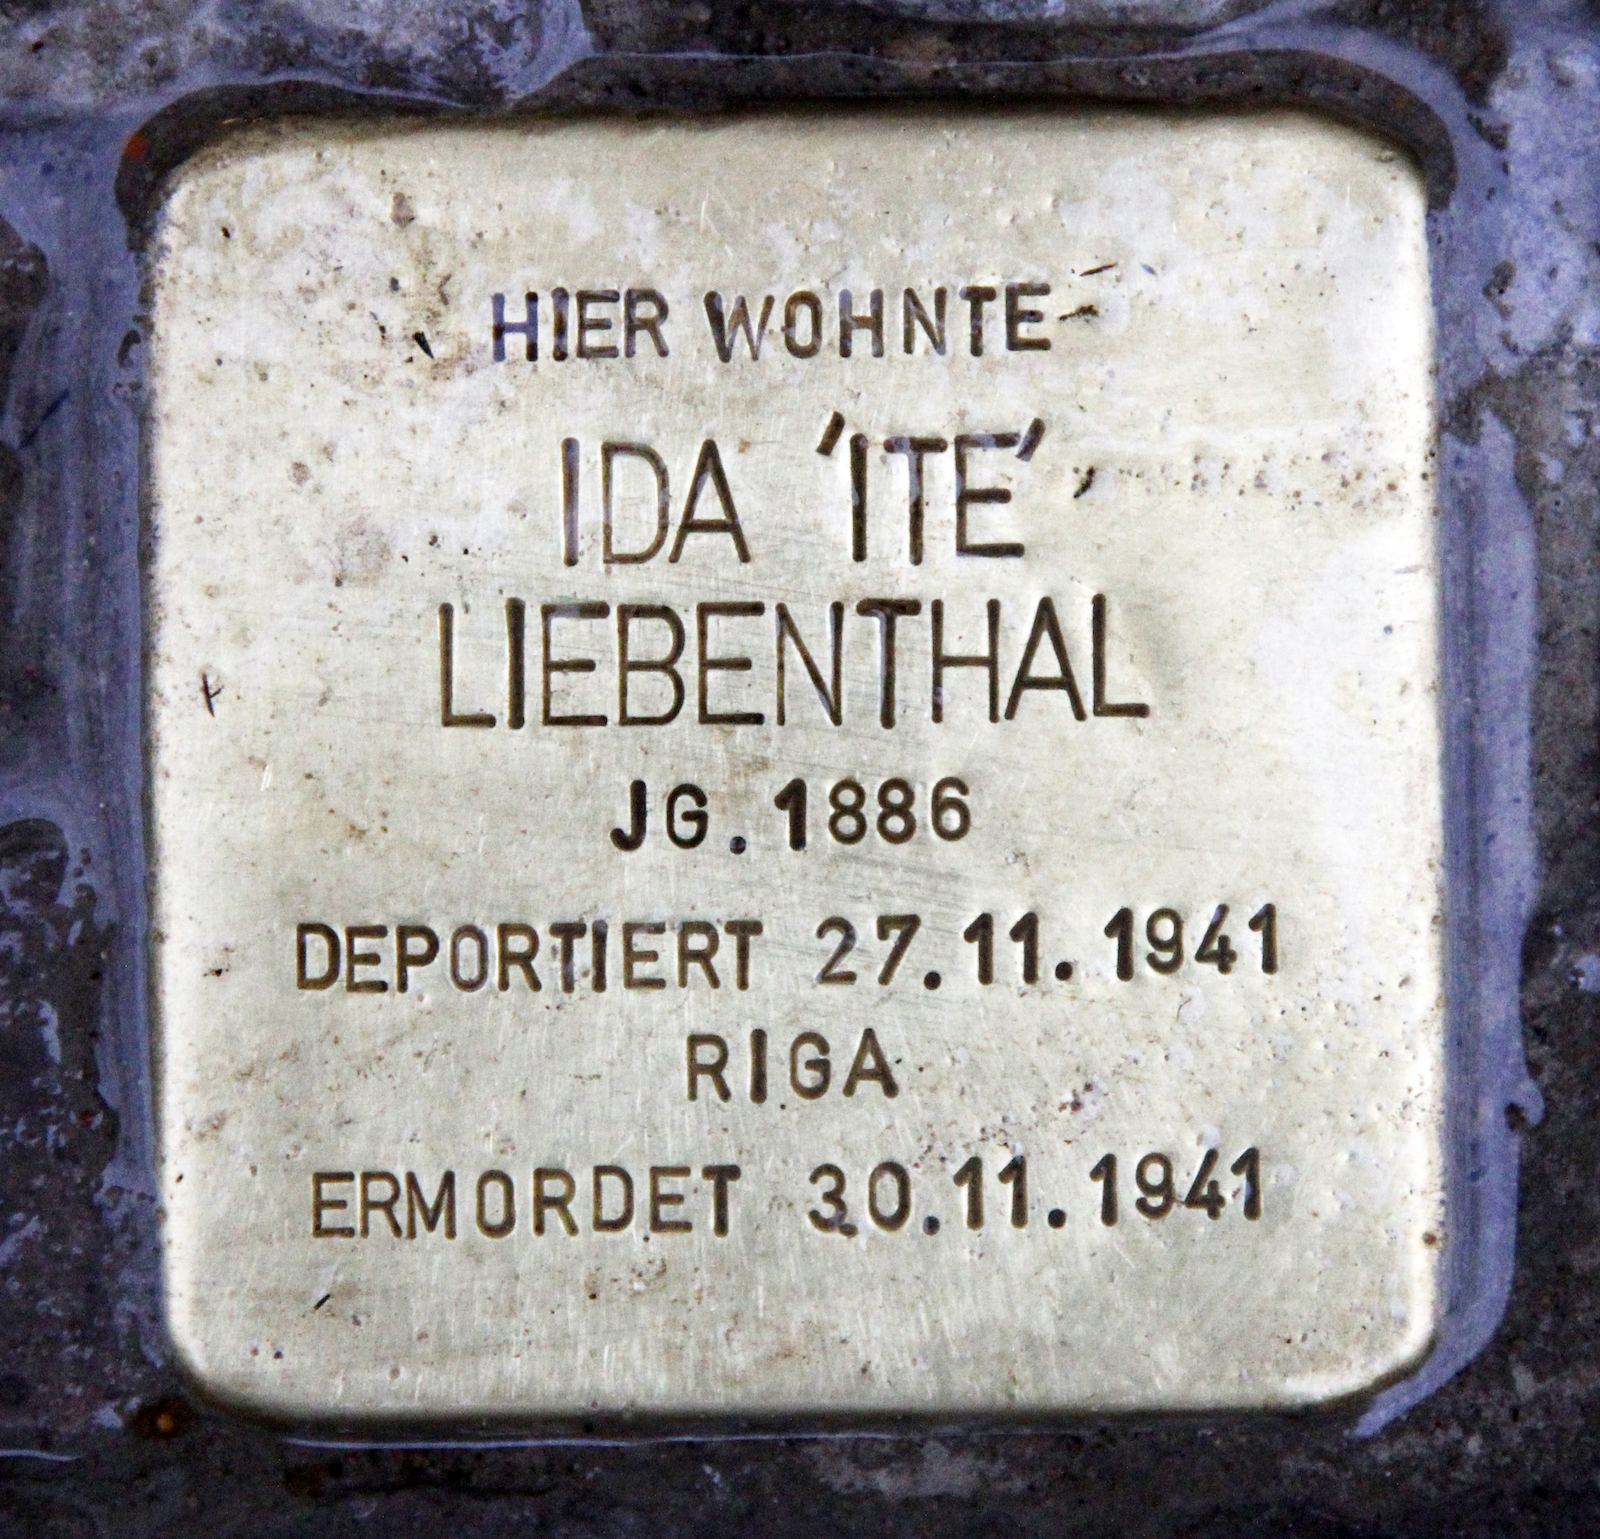 HIER WOHNTE
IDA 'ITE'
LIEBENTHAL
JG. 1886
DEPORTIERT 27.11.1941
RIGA
ERMORDET 30.11.1941